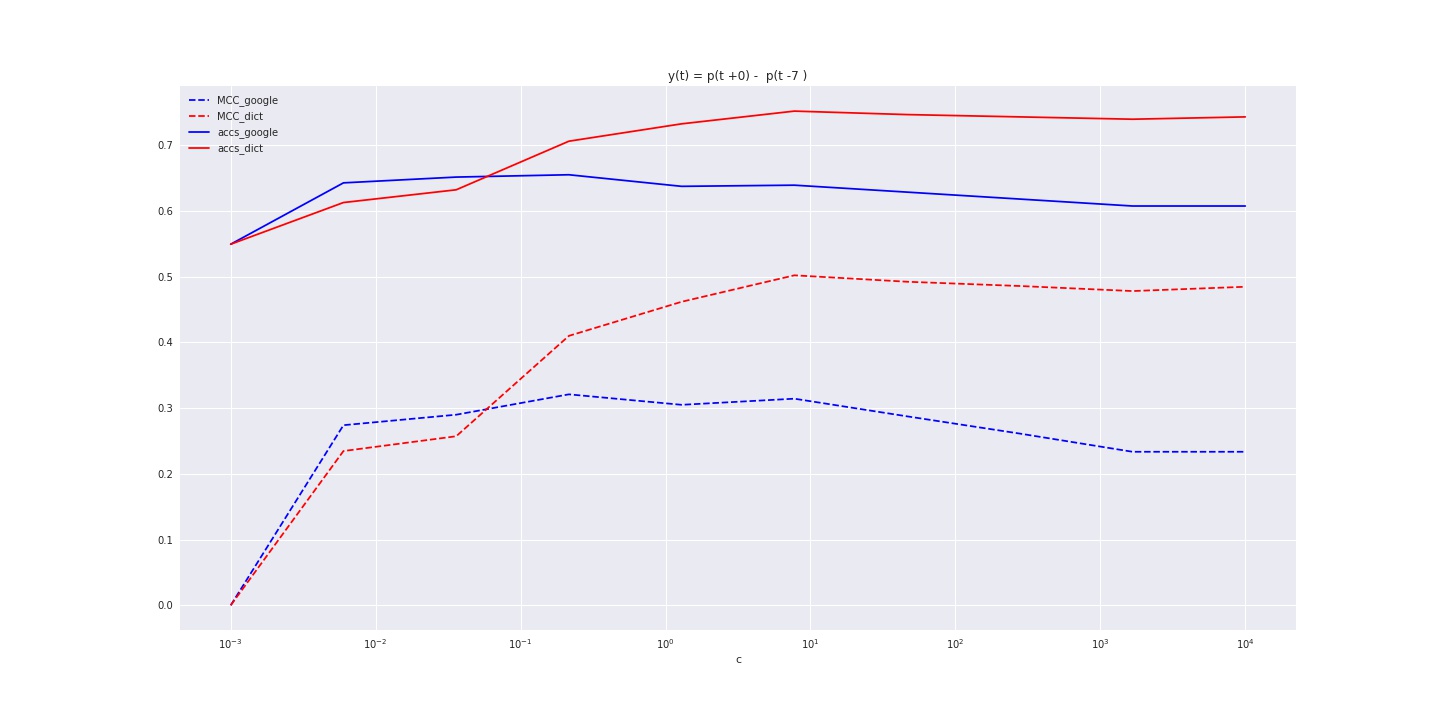 y(t) = p(t +0) -  p(t -7 )
MCC_google
MCC_dict
accs_google
accs_dict
0.7
0.6
0.5
0.4
0.3
0.2
0.1
0.0
10⁻³ 10⁻² 10⁻¹ 10⁰ 10¹ 10² 10³ 10⁴
c